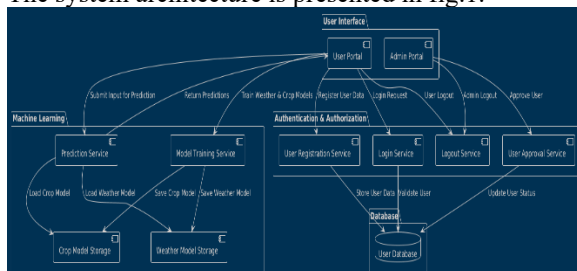 The system architecture is presented in fig.1.
User Interface
User Portal
Admin Portal
Submit Input for Prediction
Return Predictions
Train Weather & Crop Models
Register User Data
Login Request
User Logout
Admin Logout
Approve User
Machine Learning
Authentication & Authorization
Prediction Service
Model Training Service
User Registration Service
Login Service
Logout Service
User Approval Service
Load Crop Model
Load Weather Model
Save Crop Model
Save Weather Model
Store User Data
Validate User
Update User Status
Database
Crop Model Storage
Weather Model Storage
User Database